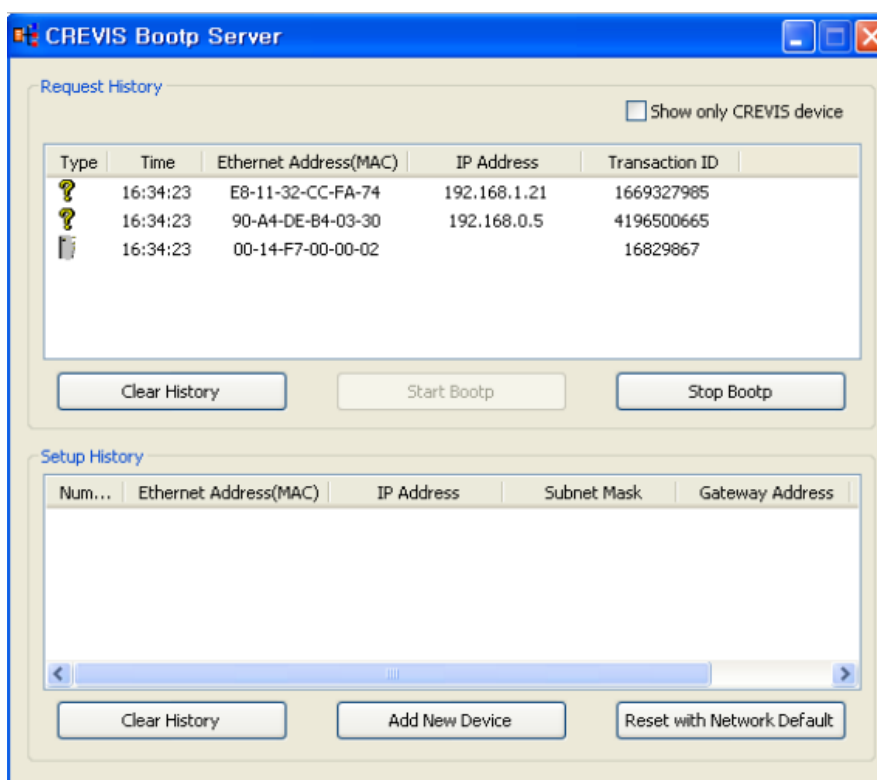 CREVIS Bootp Server
Request History
Show only CREVIS device
Type Time Ethernet Address(MAC) IP Address Transaction ID
16:34:23 E8-11-32-CC-FA-74 192.168.1.21 1669327985
16:34:23 90-A4-DE-B4-03-30 192.168.0.5 4196500665
16:34:23 00-14-F7-00-00-02 16829867
Clear History Start Bootp Stop Bootp
Setup History
Num... Ethernet Address(MAC) IP Address Subnet Mask Gateway Address
Clear History Add New Device Reset with Network Default